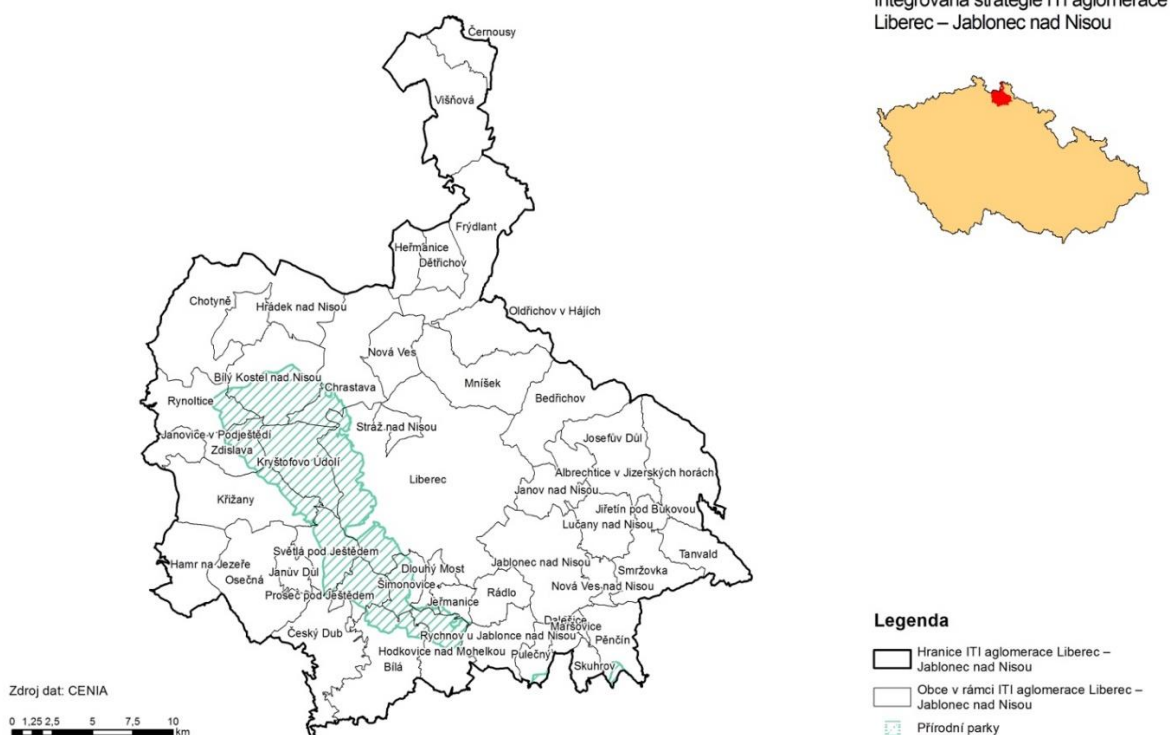 Integrovaná strategie ITI aglomerace
Liberec – Jablonec nad Nisou
Černousy
Višňová
Frýdlant
Heřmanice
Dětřichov
Chotyně
Hrádek nad Nisou
Oldřichov v Hájích
Nová Ves
Mníšek
Bílý Kostel nad Nisou
Chrastava
Bedřichov
Rynoltice
Stráž nad Nisou
Janovice v Podještědí
Josefův Důl
Zdislava
Kryštofovo Údolí
Albrechtice v Jizerských horách
Liberec
Janov nad Nisou
Křižany
Jiřetín pod Bukovou
Lučany nad Nisou
Světlá pod Ještědem
Tanvald
Hamr na Jezeře
Dlouhý Most
Jablonec nad Nisou
Janův Důl
Smržovka
Osečná
Šimonovice
Nová Ves nad Nisou
Proseč pod Ještědem
Rádlo
Jeřmanice
Dalešice
Maršovice
Český Dub
Rychnov u Jablonce nad Nisou
Pěnčín
Hodkovice nad Mohelkou
Pulečný
Bílá
Skuhrov
Legenda
Hranice ITI aglomerace Liberec –
Jablonec nad Nisou
Obce v rámci ITI aglomerace Liberec –
Jablonec nad Nisou
Přírodní parky
Zdroj dat: CENIA
0 1,25 2,5 5 7,5 10
km